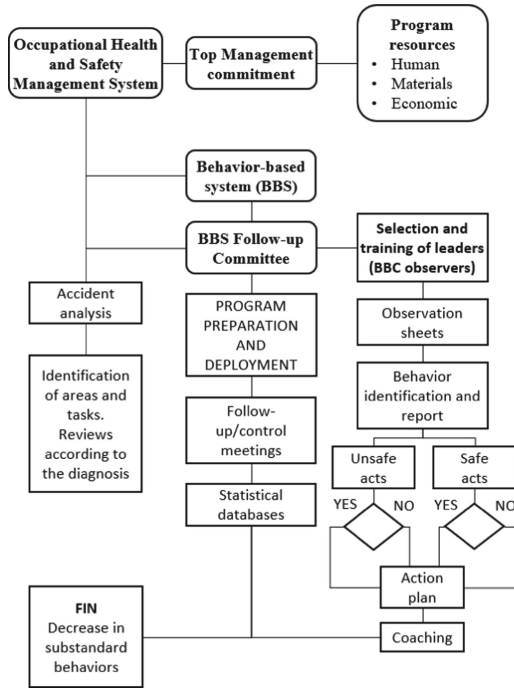 Occupational Health
and Safety
Management System
Top Management
commitment
Program
resources
• Human
• Materials
• Economic
Behavior-based
system (BBS)
BBS Follow-up
Committee
Selection and
training of leaders
(BBC observers)
Accident
analysis
PROGRAM
PREPARATION
AND
DEPLOYMENT
Observation
sheets
Identification
of areas and
tasks.
Reviews
according to
the diagnosis
Follow-
up/control
meetings
Behavior
identification and
report
Statistical
databases
Unsafe
acts
Safe
acts
YES
NO
YES
NO
Action
plan
FIN
Decrease in
substandard
behaviors
Coaching